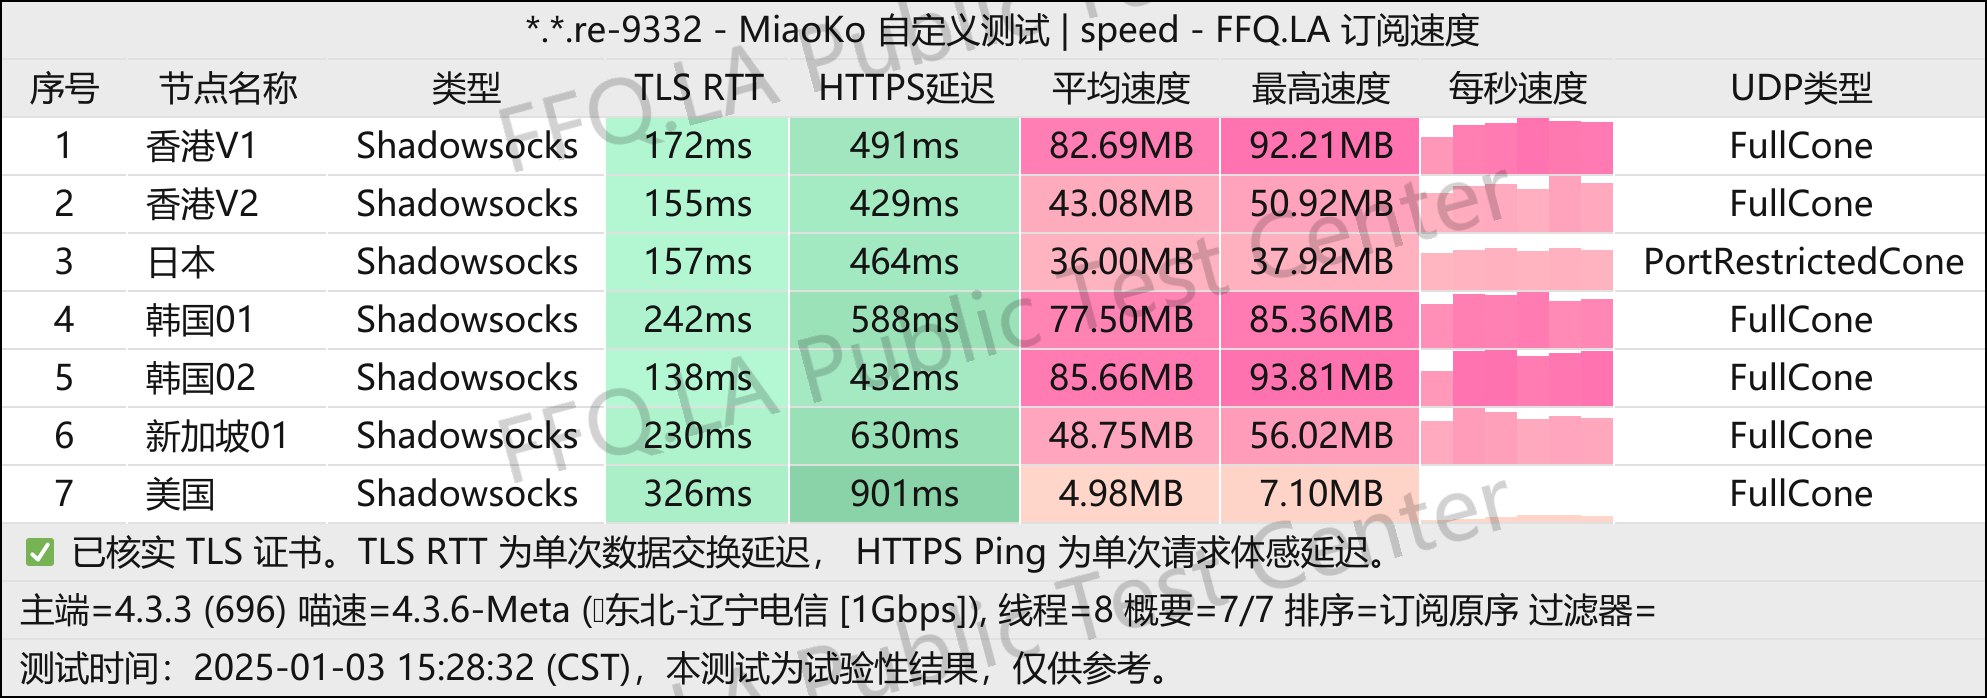 *.*.re-9332 - MiaoKo 自定义测试 | speed - FFQ.LA 订阅速度
序号 节点名称 类型 TLS RTT HTTPS延迟 平均速度 最高速度 每秒速度 UDP类型
1 香港V1 Shadowsocks 172ms 491ms 82.69MB 92.21MB FullCone
2 香港V2 Shadowsocks 155ms 429ms 43.08MB 50.92MB FullCone
3 日本 Shadowsocks 157ms 464ms 36.00MB 37.92MB PortRestrictedCone
4 韩国01 Shadowsocks 242ms 588ms 77.50MB 85.36MB FullCone
5 韩国02 Shadowsocks 138ms 432ms 85.66MB 93.81MB FullCone
6 新加坡01 Shadowsocks 230ms 630ms 48.75MB 56.02MB FullCone
7 美国 Shadowsocks 326ms 901ms 4.98MB 7.10MB FullCone
✅ 已核实 TLS 证书。TLS RTT 为单次数据交换延迟， HTTPS Ping 为单次请求体感延迟。
主端=4.3.3 (696) 喵速=4.3.6-Meta (东北-辽宁电信 [1Gbps]), 线程=8 概要=7/7 排序=订阅原序 过滤器=
测试时间：2025-01-03 15:28:32 (CST)，本测试为试验性结果，仅供参考。
FFQ.LA Public Test Center
FFQ.LA Public Test Center
FFQ.LA Public Test Center